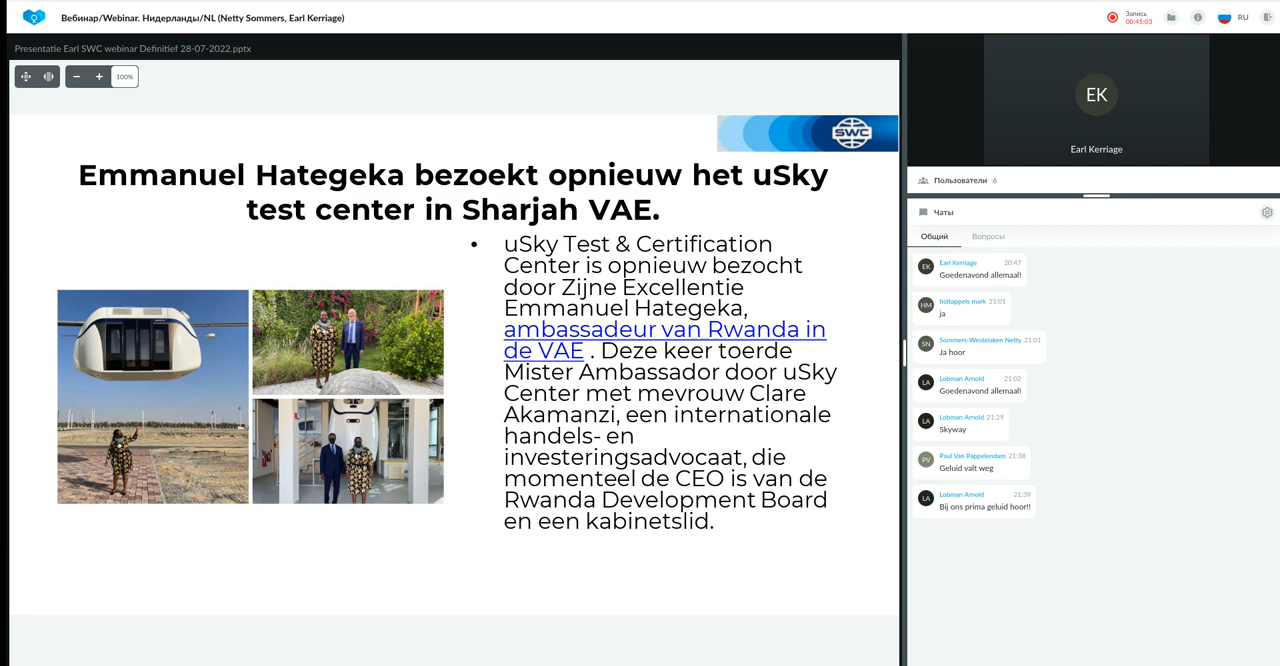 Вебинар/Webinar. Нидерланды/NL (Netty Sommers, Earl Kerriage)
Запись
00:45:03
RU
Presentatie Earl SWC webinar Definitief 28-07-2022.pptx
100%
SWC
Emmanuel Hategeka bezoekt opnieuw het uSky
test center in Sharjah VAE.
• uSky Test & Certification
Center is opnieuw bezocht
door Zijne Excellentie
Emmanuel Hategeka,
ambassadeur van Rwanda in
de VAE . Deze keer toerde
Mister Ambassador door uSky
Center met mevrouw Clare
Akamanzi, een internationale
handels- en
investeringsadvocaat, die
momenteel de CEO is van de
Rwanda Development Board
en een kabinetslid.
EK
Earl Kerriage
Пользователи 6
Чаты
Общий Вопросы
EK Earl Kerriage 20:47
Goedenavond allemaal!
HM holtappels mark 21:01
ja
SN Sommers-Westelaken Netty 21:01
Ja hoor
LA Lobman Arnold 21:02
Goedenavond allemaal!
LA Lobman Arnold 21:29
Skyway
PV Paul Van Pappelendam 21:38
Geluid valt weg
LA Lobman Arnold 21:39
Bij ons prima geluid hoor!!